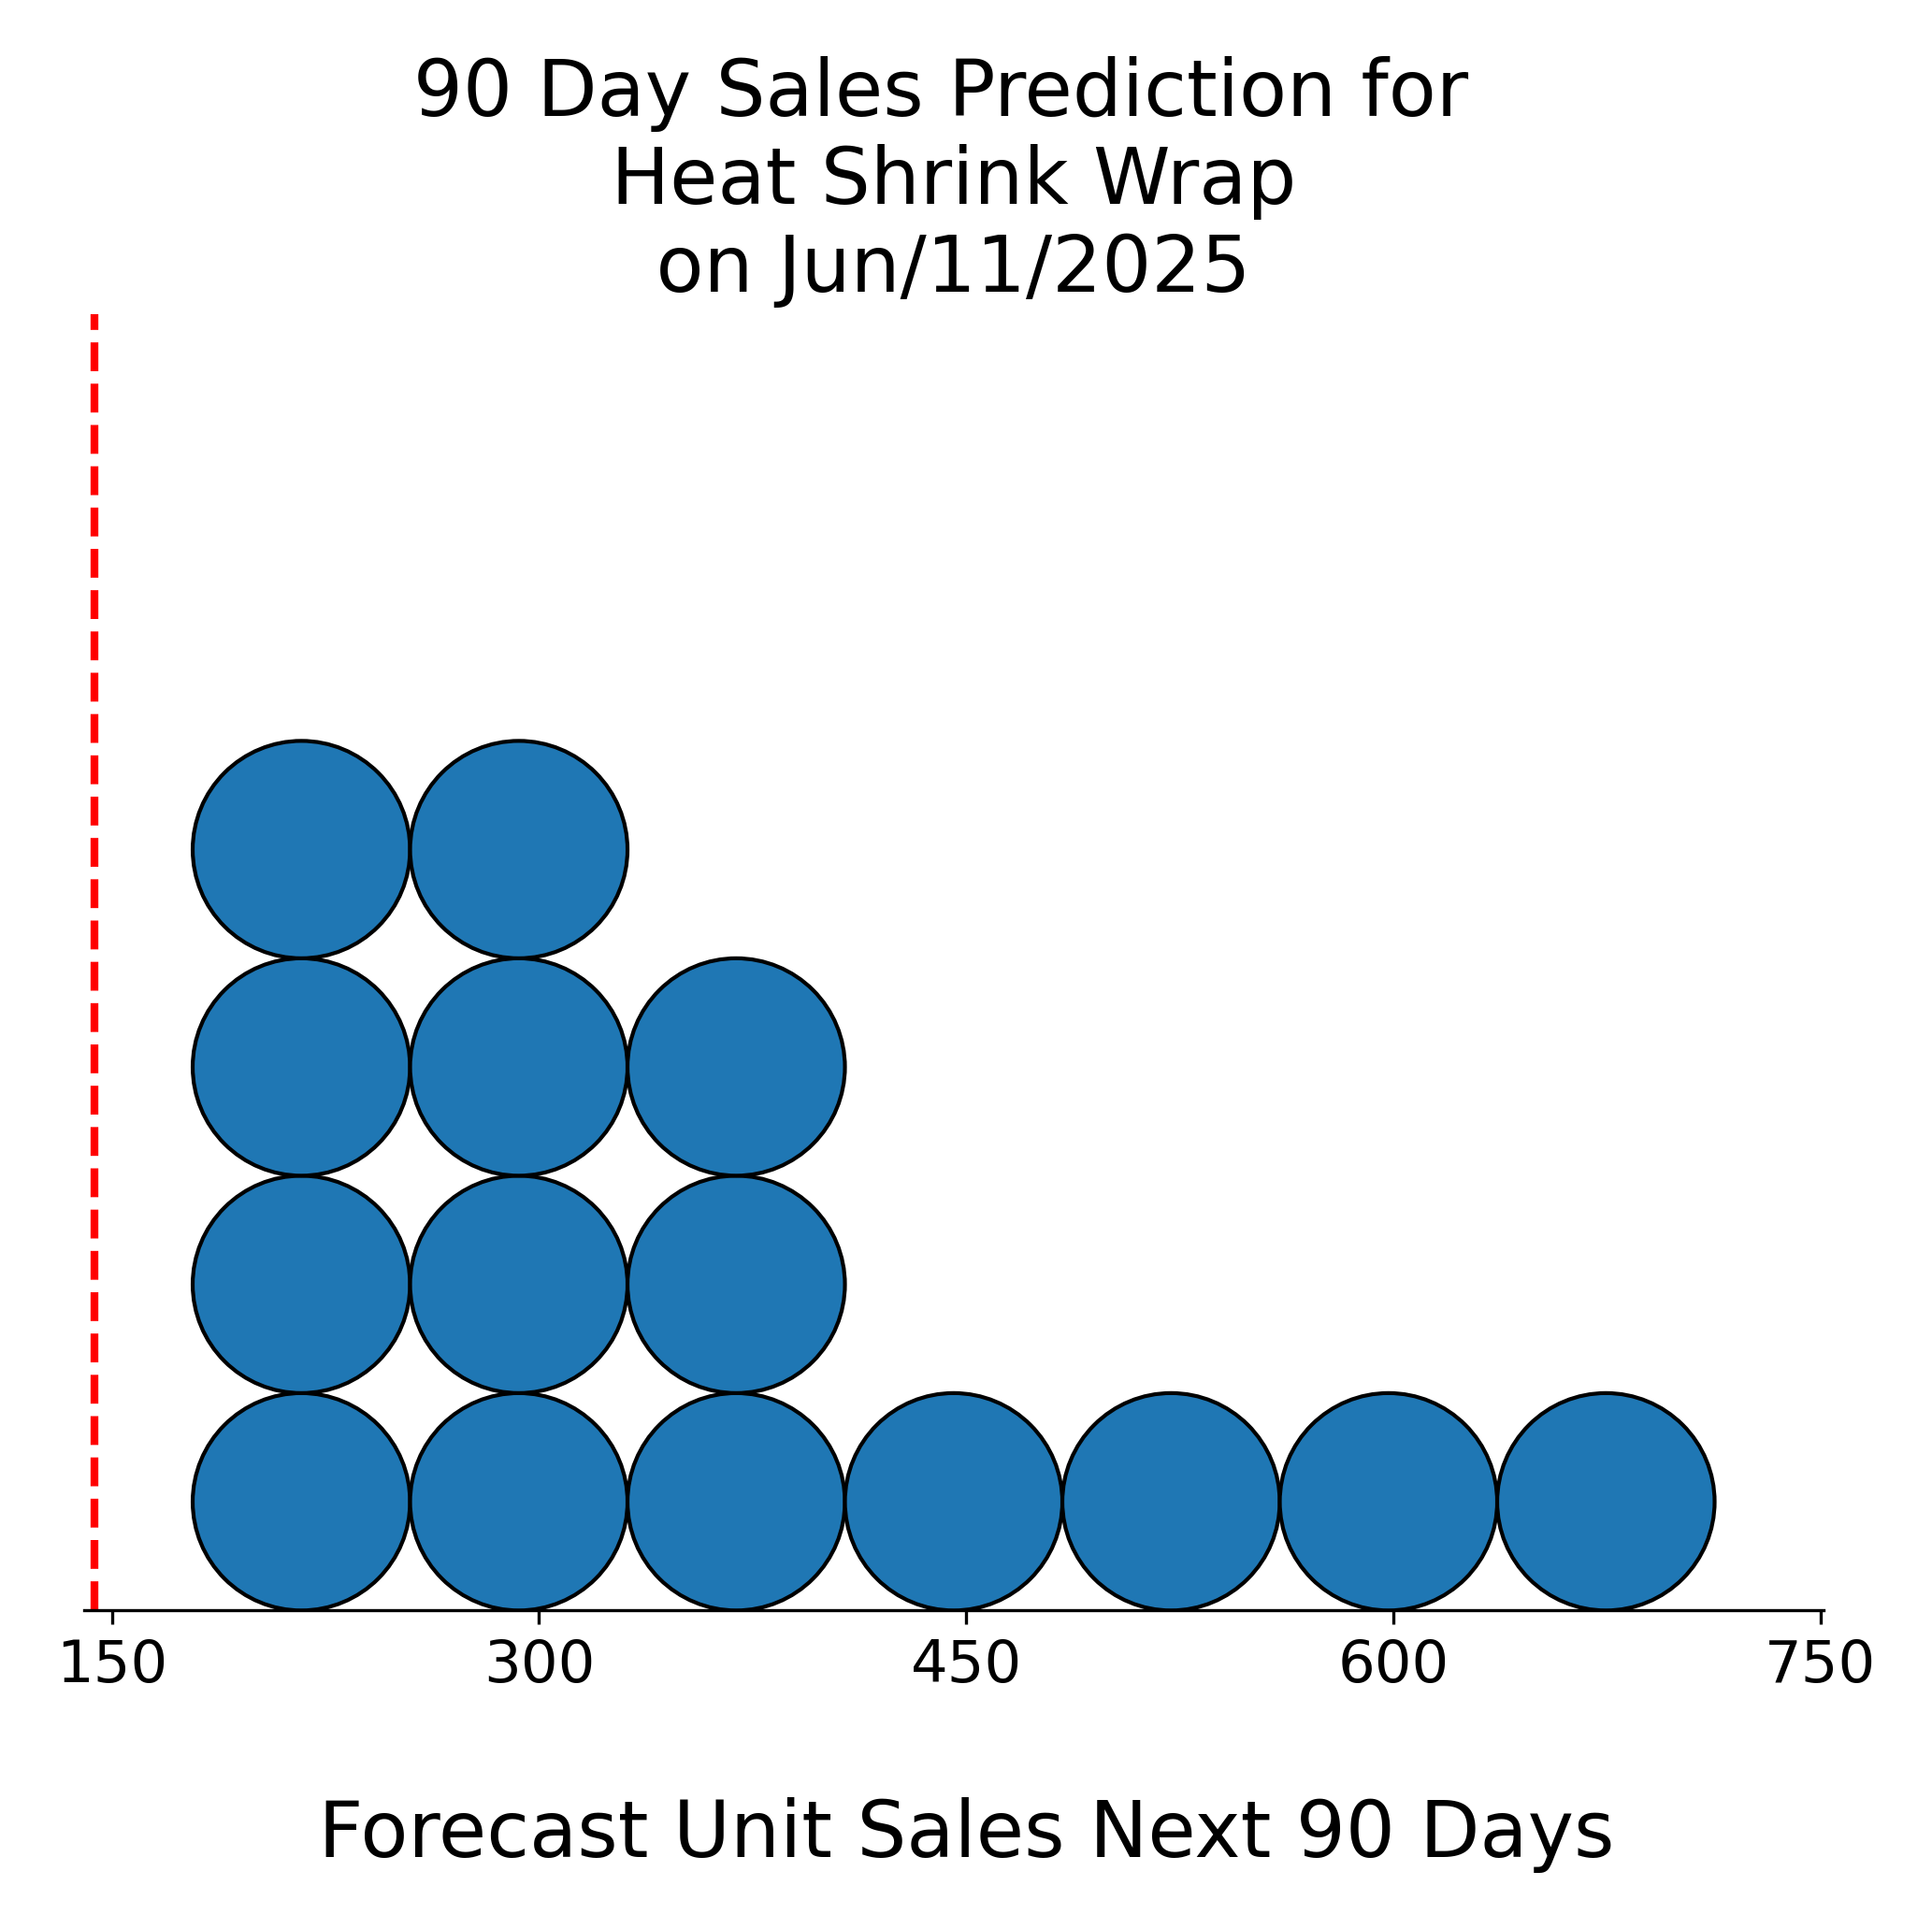 90 Day Sales Prediction for
Heat Shrink Wrap
on Jun/11/2025
150 300 450 600 750
Forecast Unit Sales Next 90 Days